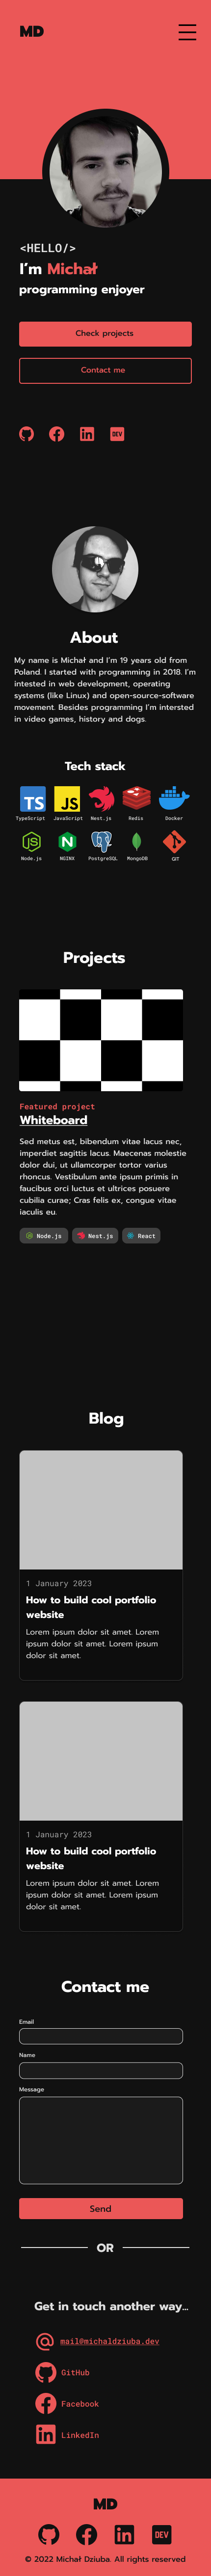 MD
<HELLO/>
I’m Michał
programming enjoyer
Check projects
Contact me
DEV
About
My name is Michał and I’m 19 years old from
Poland. I started with programming in 2018. I’m
intested in web development, operating
systems (like Linux) and open-source-software
movement. Besides programming I’m intersted
in video games, history and dogs.
Tech stack
TS JS
TypeScript JavaScript Nest.js Redis Docker
Node.js NGINX PostgreSQL MongoDB GIT
Projects
Featured project
Whiteboard
Sed metus est, bibendum vitae lacus nec,
imperdiet sagittis lacus. Maecenas molestie
dolor dui, ut ullamcorper tortor varius
rhoncus. Vestibulum ante ipsum primis in
faucibus orci luctus et ultrices posuere
cubilia curae; Cras felis ex, congue vitae
iaculis eu.
Node.js Nest.js React
Blog
1 January 2023
How to build cool portfolio
website
Lorem ipsum dolor sit amet. Lorem
ipsum dolor sit amet. Lorem ipsum
dolor sit amet.
1 January 2023
How to build cool portfolio
website
Lorem ipsum dolor sit amet. Lorem
ipsum dolor sit amet. Lorem ipsum
dolor sit amet.
Contact me
Email
Name
Message
Send
OR
Get in touch another way...
mail@michaldziuba.dev
GitHub
Facebook
LinkedIn
MD
DEV
© 2022 Michał Dziuba. All rights reserved